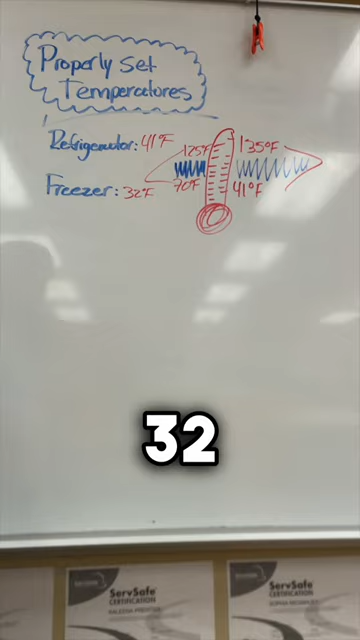 Properly Set
Temperatures
Refrigerator: 41°F
Freezer: 32°F
125°F
70°F
135°F
41°F
32
ServSafe
CERTIFICATION
ServSafe
CERTIFICATION